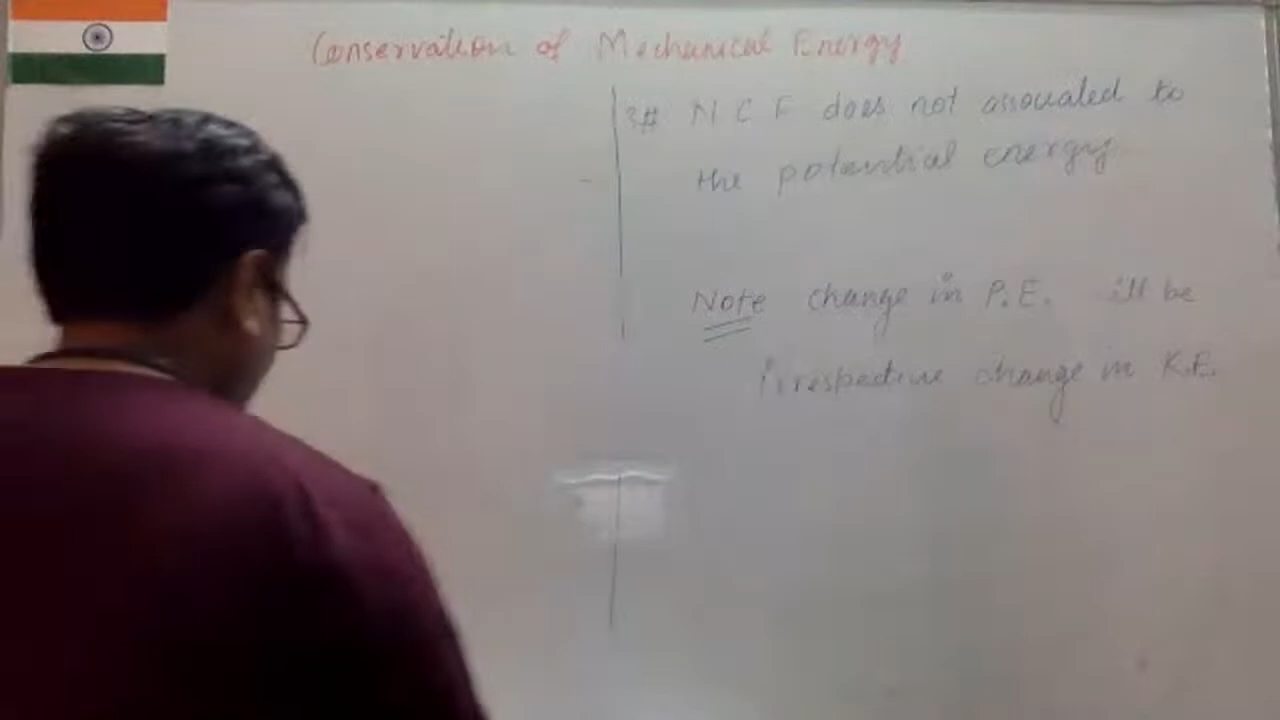 Conservation of Mechanical Energy
# N C F does not associated to
the potential energy
Note change in P.E. ill be
irrespective change in K.E.